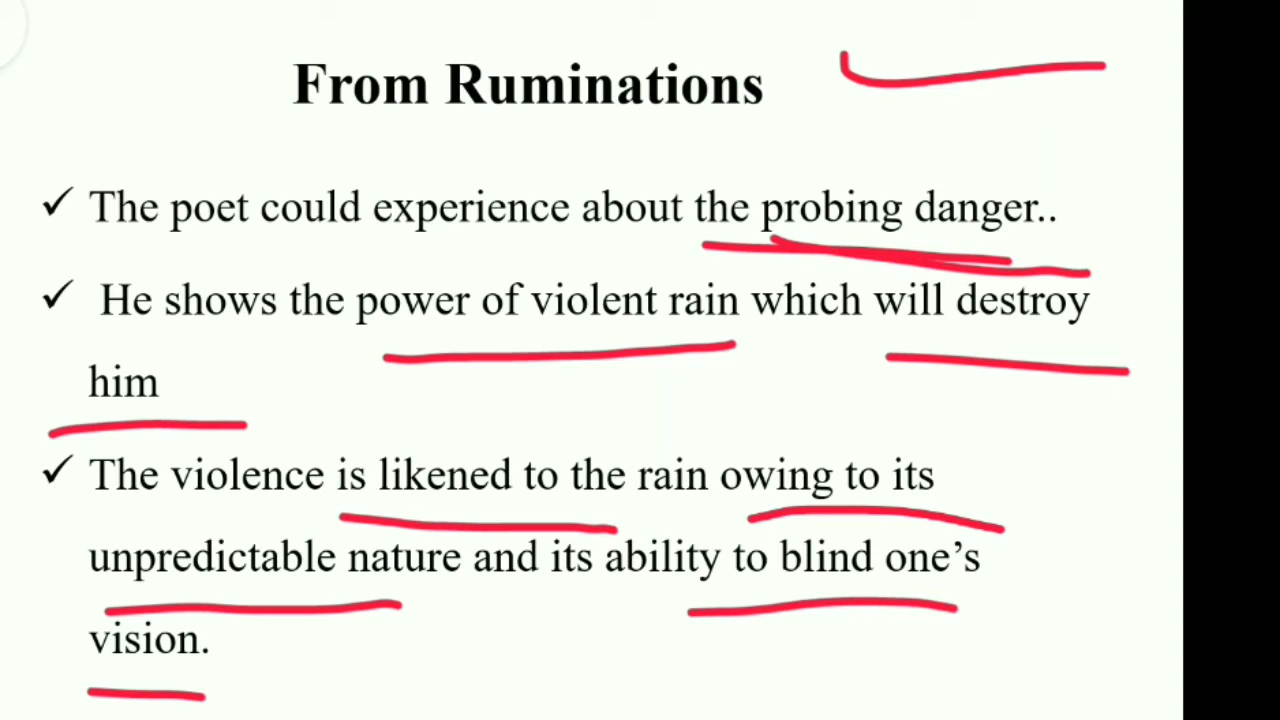 From Ruminations
✓ The poet could experience about the probing danger..
✓ He shows the power of violent rain which will destroy
him
✓ The violence is likened to the rain owing to its
unpredictable nature and its ability to blind one’s
vision.